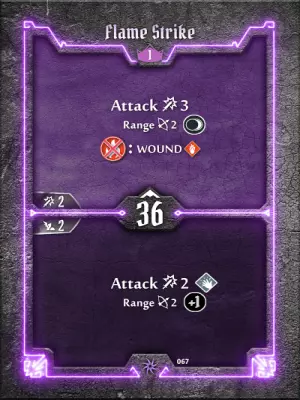 Flame Strike
1
Attack 3
Range 2
: WOUND
2
36
2
Attack 2
Range 2 +1
067